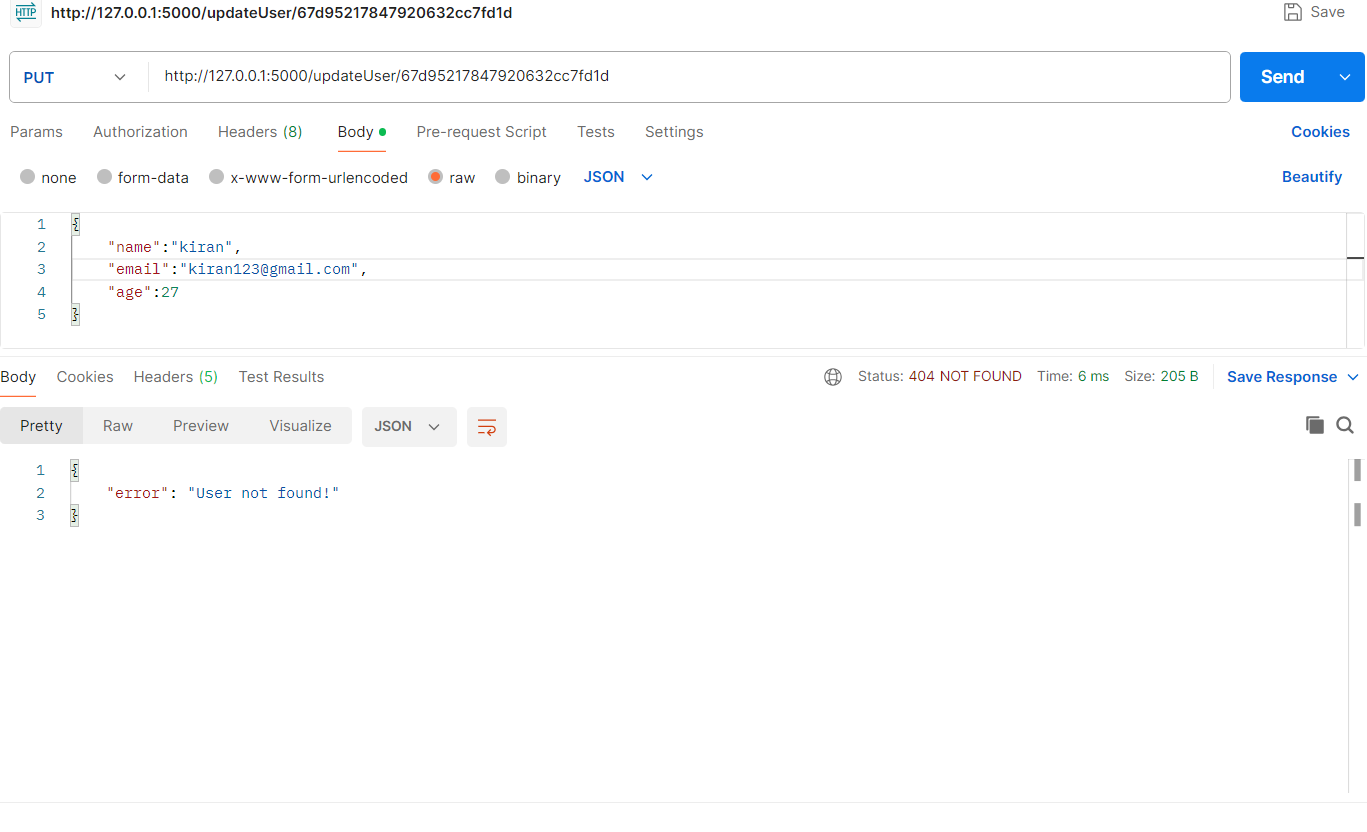 HTTP http://127.0.0.1:5000/updateUser/67d95217847920632cc7fd1d Save
PUT http://127.0.0.1:5000/updateUser/67d95217847920632cc7fd1d Send
Params Authorization Headers (8) Body Pre-request Script Tests Settings Cookies
none form-data x-www-form-urlencoded raw binary JSON Beautify
1 {
2 "name":"kiran",
3 "email":"kiran123@gmail.com",
4 "age":27
5 }
Body Cookies Headers (5) Test Results Status: 404 NOT FOUND Time: 6 ms Size: 205 B Save Response
Pretty Raw Preview Visualize JSON
1 {
2 "error": "User not found!"
3 }